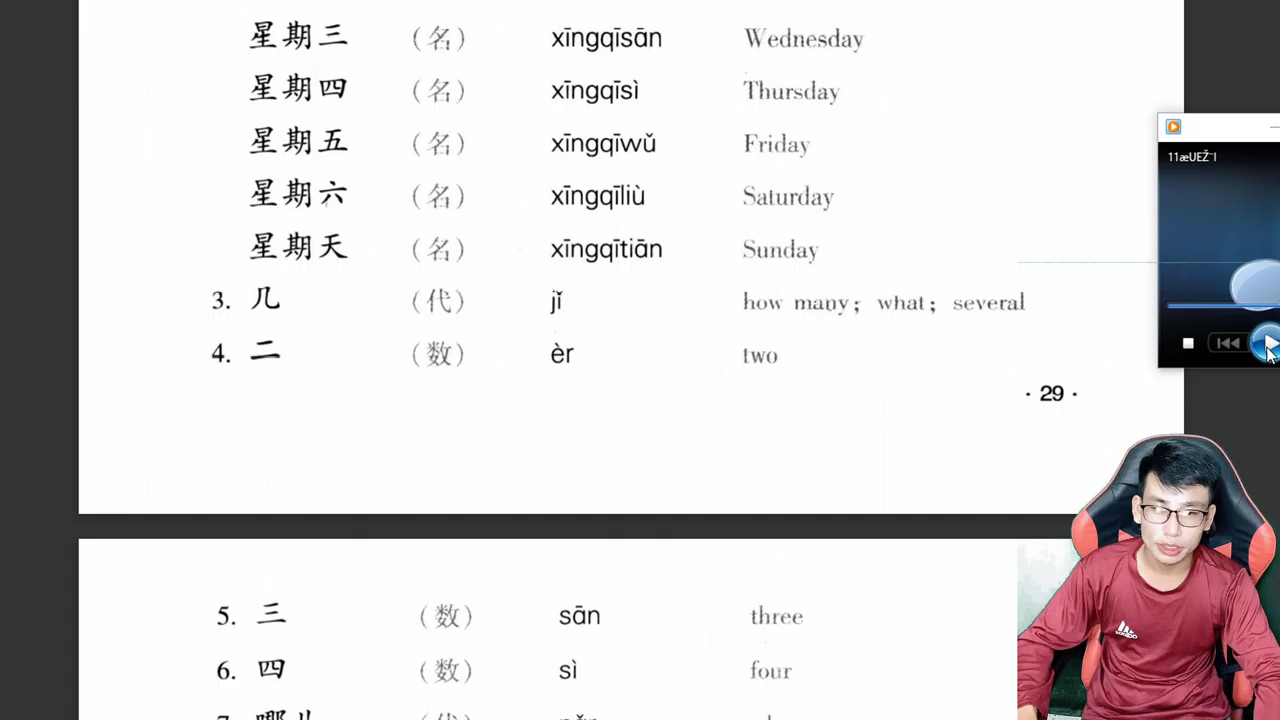 星期三 （名） xīngqīsān Wednesday
星期四 （名） xīngqīsì Thursday
星期五 （名） xīngqīwǔ Friday
星期六 （名） xīngqīliù Saturday
星期天 （名） xīngqītiān Sunday
3. 几 （代） jǐ how many; what; several
4. 二 （数） èr two
· 29 ·
5. 三 （数） sān three
6. 四 （数） sì four
adidas